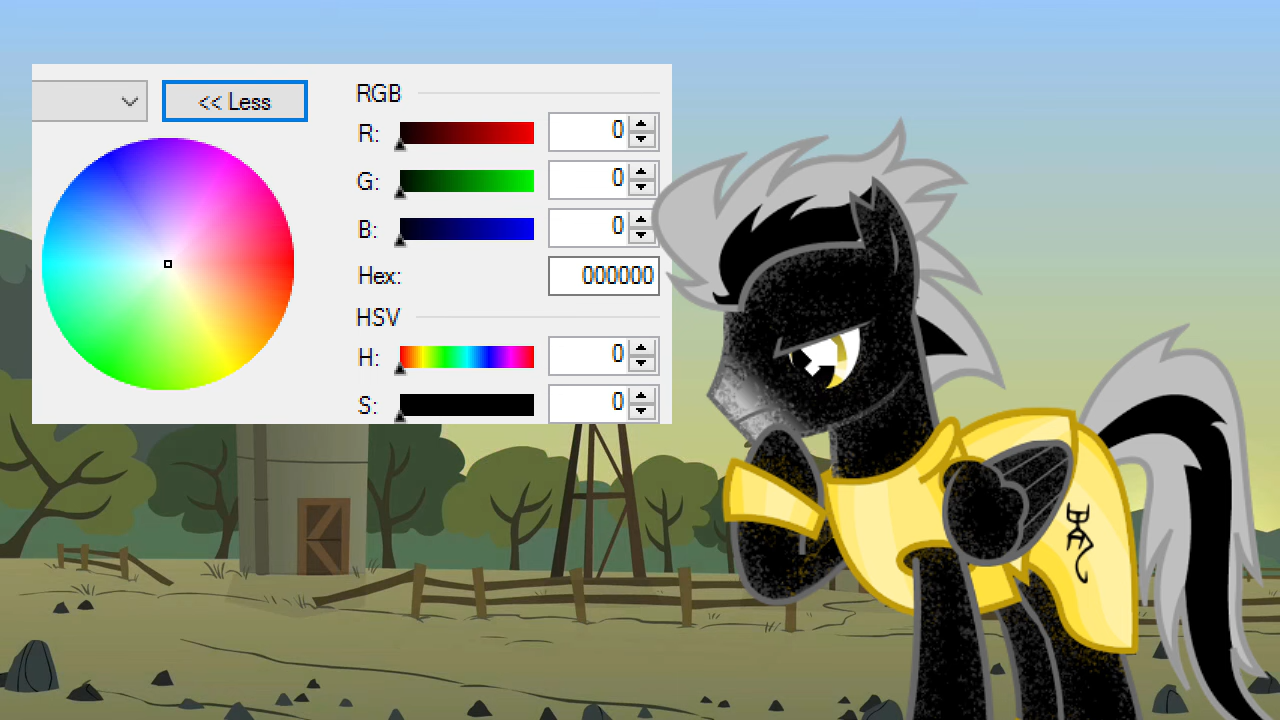 << Less
RGB
R: 0
G: 0
B: 0
Hex: 000000
HSV
H: 0
S: 0